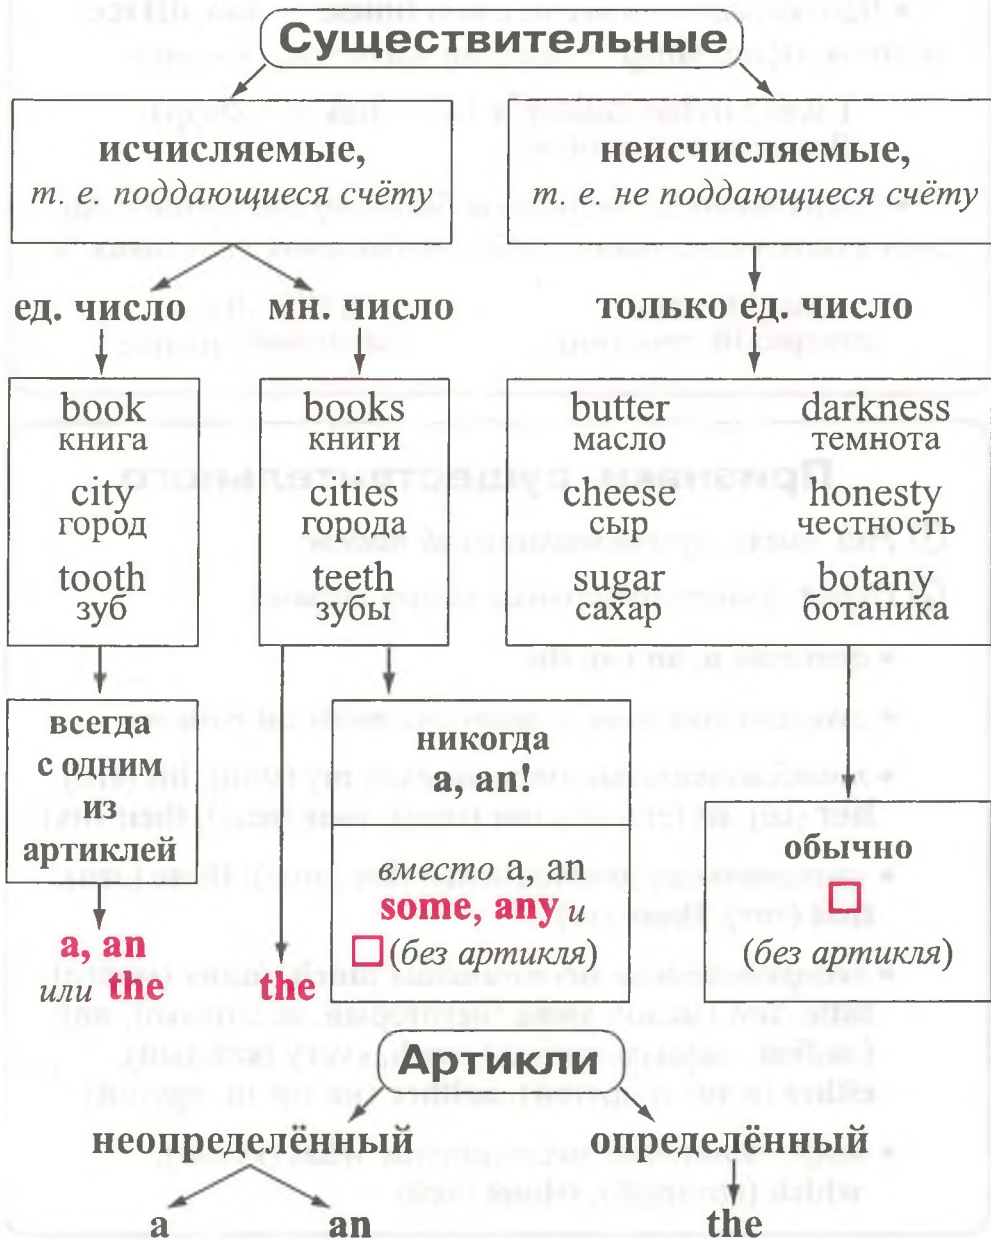 Существительные
исчисляемые,
т. е. поддающиеся счёту
неисчисляемые,
т. е. не поддающиеся счёту
ед. число
мн. число
только ед. число
book
книга
city
город
tooth
зуб
books
книги
cities
города
teeth
зубы
butter
масло
cheese
сыр
sugar
сахар
darkness
темнота
honesty
честность
botany
ботаника
всегда
с одним
из
артиклей
a, an
или the
the
никогда
a, an!
вместо a, an
some, any и
(без артикля)
обычно
(без артикля)
Артикли
неопределённый
определённый
a
an
the